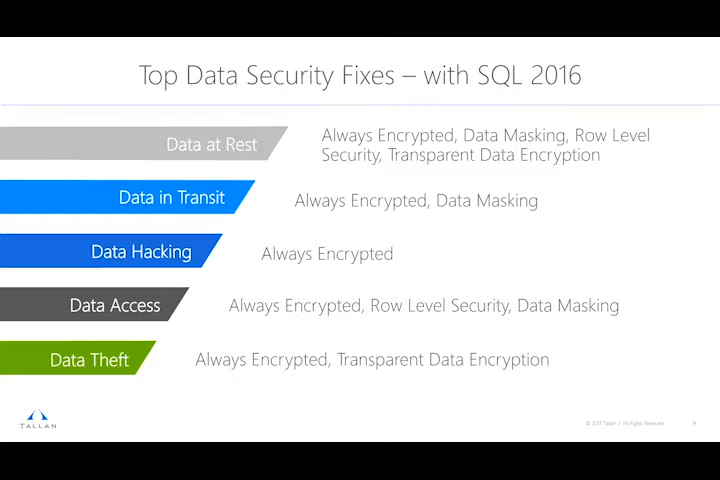 Top Data Security Fixes – with SQL 2016
Data at Rest
Always Encrypted, Data Masking, Row Level
Security, Transparent Data Encryption
Data in Transit
Always Encrypted, Data Masking
Data Hacking
Always Encrypted
Data Access
Always Encrypted, Row Level Security, Data Masking
Data Theft
Always Encrypted, Transparent Data Encryption
TALLAN
© 2017 Tallan | All Rights Reserved
9